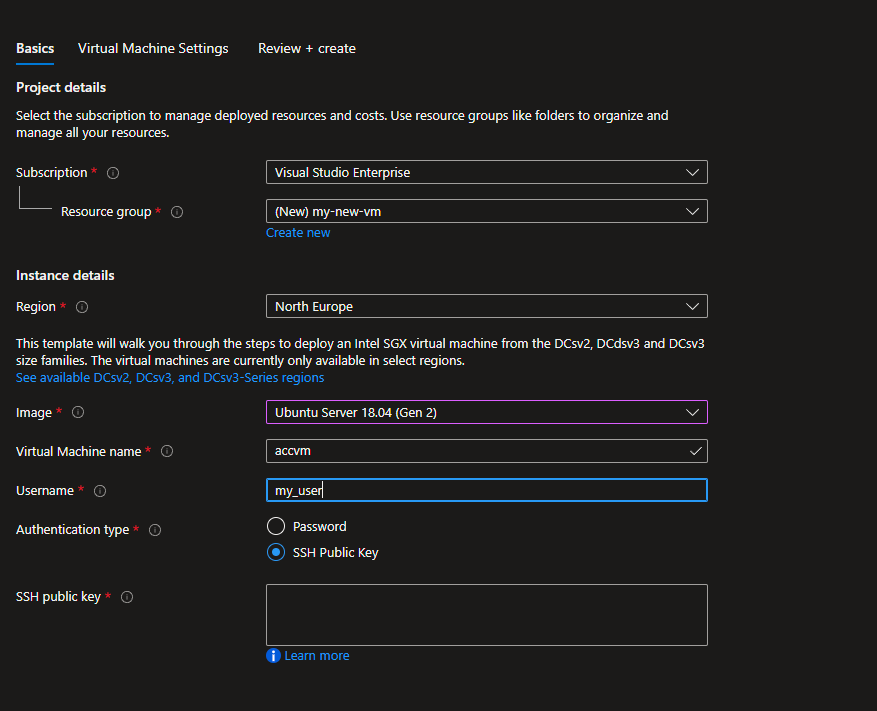 Basics Virtual Machine Settings Review + create
Project details
Select the subscription to manage deployed resources and costs. Use resource groups like folders to organize and
manage all your resources.
Subscription * Visual Studio Enterprise
Resource group * (New) my-new-vm
Create new
Instance details
Region * North Europe
This template will walk you through the steps to deploy an Intel SGX virtual machine from the DCsv2, DCdsv3 and DCsv3
size families. The virtual machines are currently only available in select regions.
See available DCsv2, DCsv3, and DCsv3-Series regions
Image * Ubuntu Server 18.04 (Gen 2)
Virtual Machine name * accvm
Username * my_user
Authentication type * Password
SSH Public Key
SSH public key *
Learn more